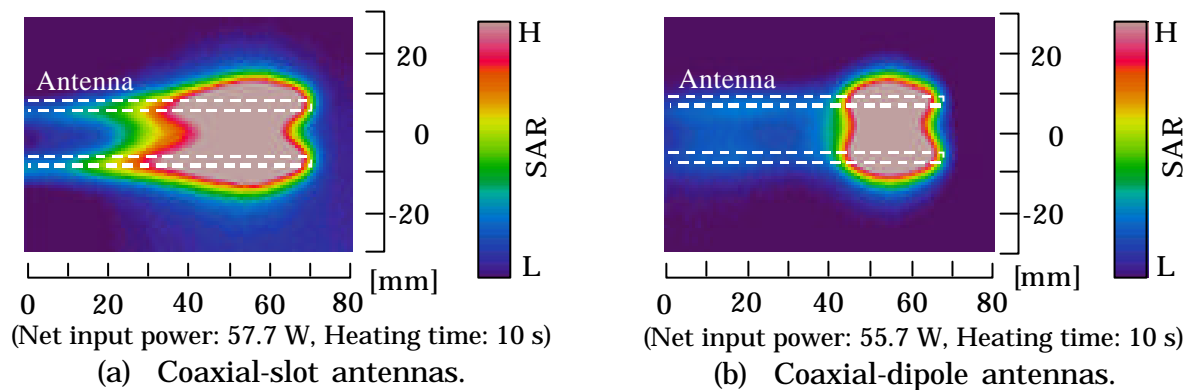 H
Antenna
20
0
-20
SAR
L
[mm]
0 20 40 60 80
(Net input power: 57.7 W, Heating time: 10 s)
(a) Coaxial-slot antennas.
H
Antenna
20
0
-20
SAR
L
[mm]
0 20 40 60 80
(Net input power: 55.7 W, Heating time: 10 s)
(b) Coaxial-dipole antennas.